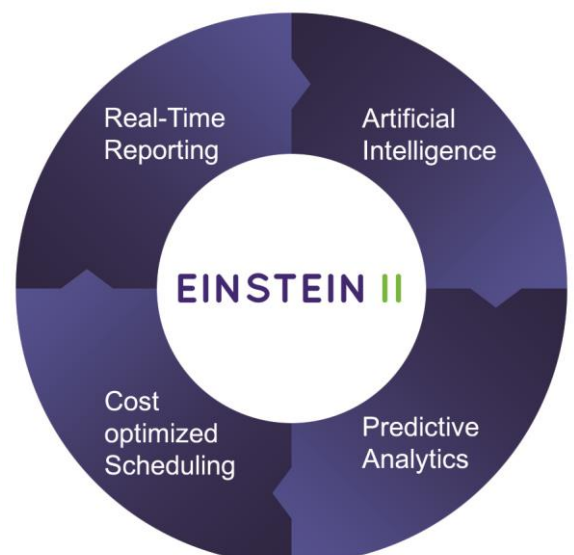 Real-Time
Reporting
Artificial
Intelligence
EINSTEIN II
Cost
optimized
Scheduling
Predictive
Analytics